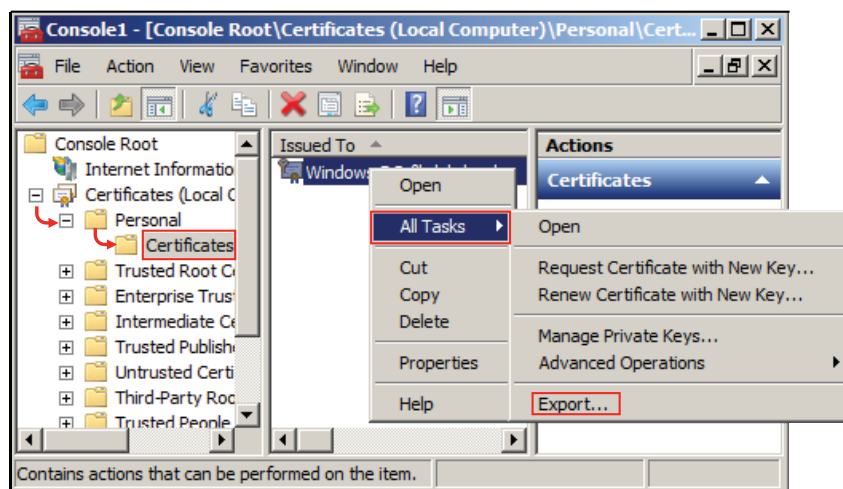 Console1 - [Console Root\Certificates (Local Computer)\Personal\Cert...
File Action View Favorites Window Help
Console Root
Internet Informatio
Certificates (Local C
Personal
Certificates
Trusted Root Ce
Enterprise Trus
Intermediate Ce
Trusted Publishe
Untrusted Certi
Third-Party Roo
Trusted People
Issued To
Windows
Actions
Certificates
Open
All Tasks
Cut
Copy
Delete
Properties
Help
Open
Request Certificate with New Key...
Renew Certificate with New Key...
Manage Private Keys...
Advanced Operations
Export...
Contains actions that can be performed on the item.